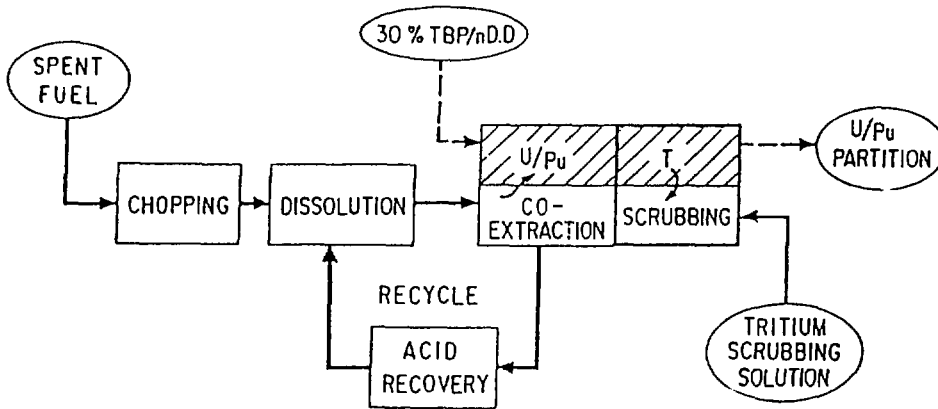 30 % TBP/nD.D
SPENT
FUEL
U/Pu
T
U/Pu
PARTITION
CHOPPING
DISSOLUTION
CO-
EXTRACTION
SCRUBBING
RECYCLE
ACID
RECOVERY
TRITIUM
SCRUBBING
SOLUTION